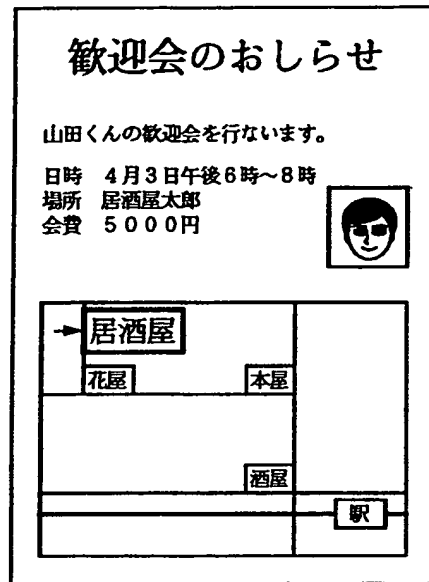 歓迎会のおしらせ
山田くんの歓迎会を行ないます。
日時 4月3日午後6時～8時
場所 居酒屋太郎
会費 5000円
居酒屋
花屋 本屋
酒屋
駅